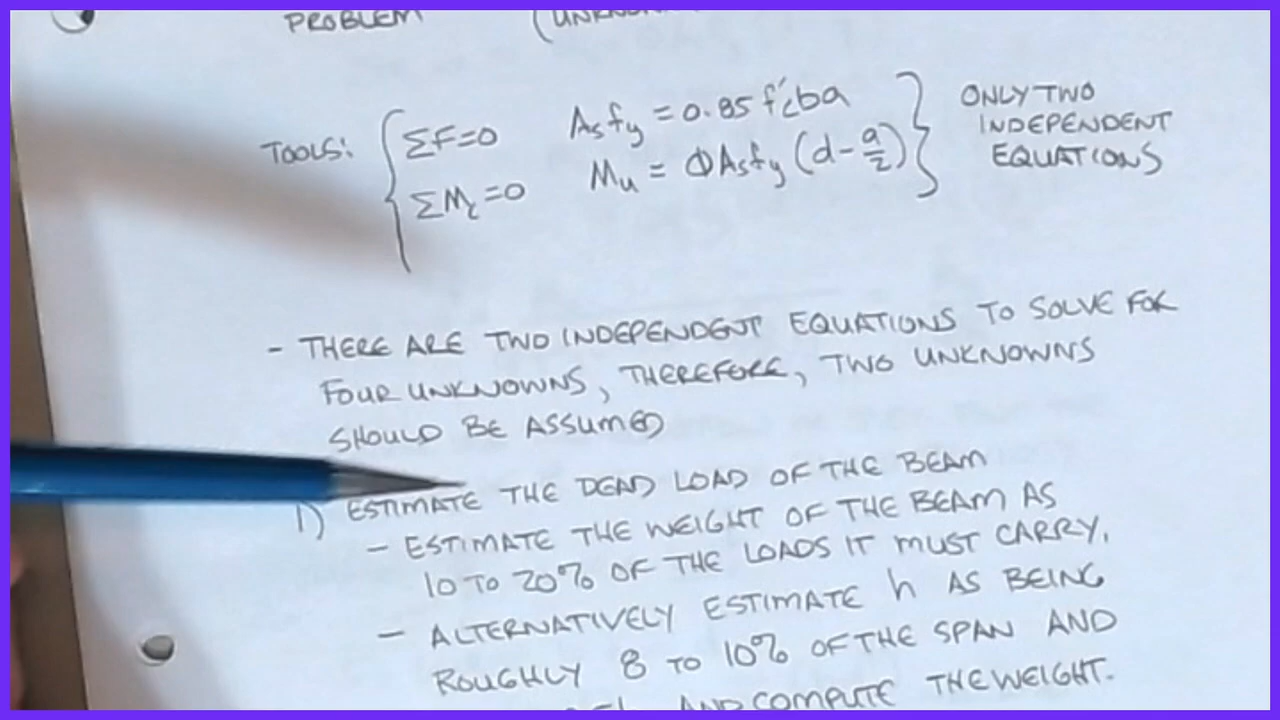 PROBLEM
TOOLS: ΣF=0 Asfy = 0.85 f'cba ONLY TWO
INDEPENDENT
ΣMc=0 Mu = ΦAsfy (d - a/2) EQUATIONS
- THERE ARE TWO INDEPENDENT EQUATIONS TO SOLVE FOR
FOUR UNKNOWNS, THEREFORE, TWO UNKNOWNS
SHOULD BE ASSUMED
1) ESTIMATE THE DEAD LOAD OF THE BEAM
- ESTIMATE THE WEIGHT OF THE BEAM AS
10 TO 20% OF THE LOADS IT MUST CARRY.
- ALTERNATIVELY ESTIMATE h AS BEING
ROUGHLY 8 TO 10% OF THE SPAN AND
AND COMPUTE THE WEIGHT.